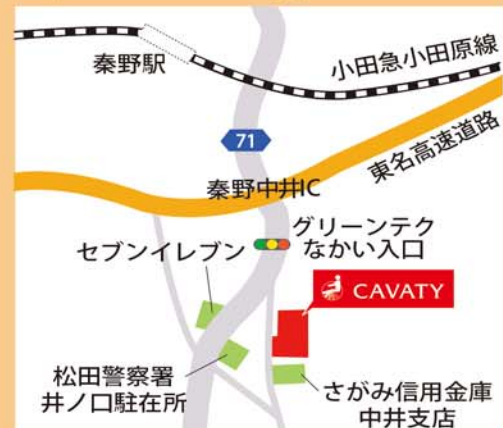 秦野駅
小田急小田原線
71
東名高速道路
秦野中井IC
グリーンテク
なかい入口
セブンイレブン
CAVATY
松田警察署
井ノ口駐在所
さがみ信用金庫
中井支店